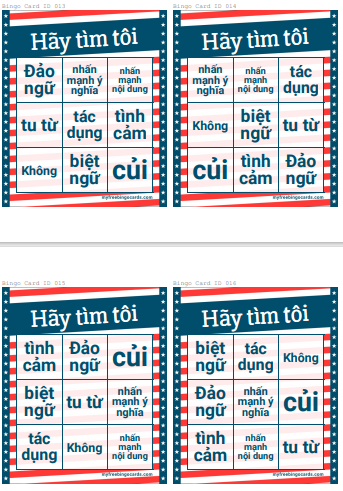 Bingo Card ID 013
Hãy tìm tôi
Đảo ngữ
nhấn mạnh ý nghĩa
nhấn mạnh nội dung
tu từ
tác dụng
tình cảm
Không
biệt ngữ
củi
myfreebingocards.com
Bingo Card ID 014
Hãy tìm tôi
nhấn mạnh ý nghĩa
nhấn mạnh nội dung
tác dụng
Không
biệt ngữ
tu từ
củi
tình cảm
Đảo ngữ
myfreebingocards.com
Bingo Card ID 015
Hãy tìm tôi
tình cảm
Đảo ngữ
củi
biệt ngữ
tu từ
nhấn mạnh ý nghĩa
tác dụng
Không
nhấn mạnh nội dung
myfreebingocards.com
Bingo Card ID 016
Hãy tìm tôi
biệt ngữ
tác dụng
Không
Đảo ngữ
nhấn mạnh ý nghĩa
củi
tình cảm
nhấn mạnh nội dung
tu từ
myfreebingocards.com